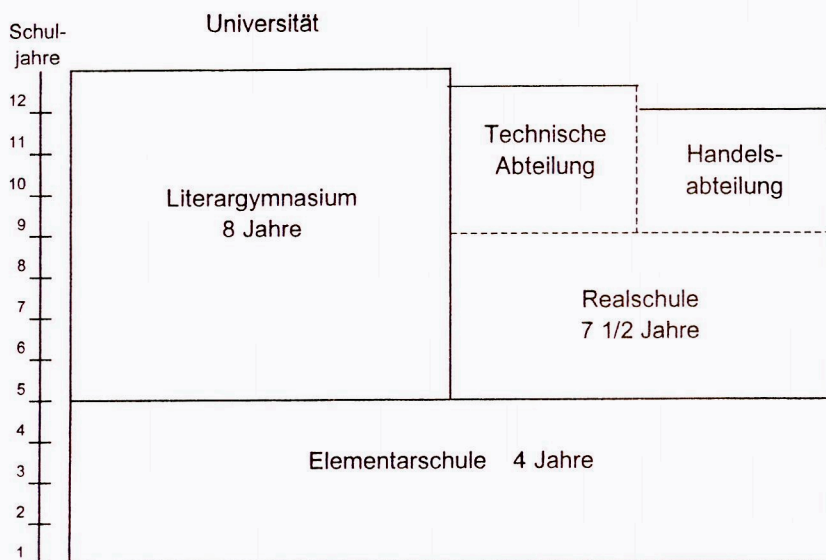 Universität
Schul-
jahre
12
11
10
9
8
7
6
5
4
3
2
1
Literargymnasium
8 Jahre
Technische
Abteilung
Handels-
abteilung
Realschule
7 1/2 Jahre
Elementarschule 4 Jahre